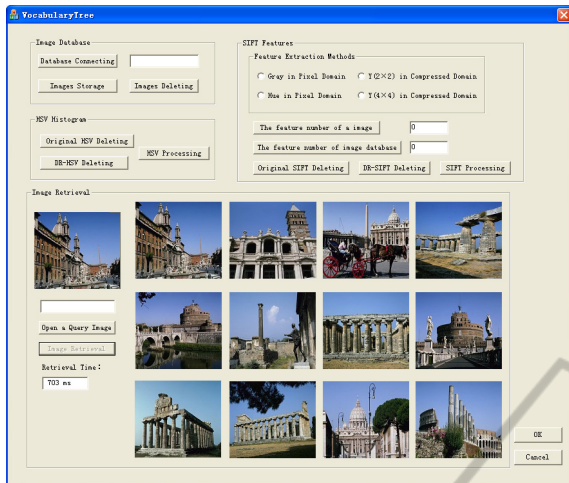 VocabularyTree
Image Database
Database Connecting
Images Storage
Images Deleting
HSV Histogram
Original HSV Deleting
DR-HSV Deleting
HSV Processing
SIFT Features
Feature Extraction Methods
Gray in Pixel Domain
Y(2×2) in Compressed Domain
Hue in Pixel Domain
Y(4×4) in Compressed Domain
The feature number of a image
0
The feature number of image database
0
Original SIFT Deleting
DR-SIFT Deleting
SIFT Processing
Image Retrieval
Open a Query Image
Image Retrieval
Retrieval Time:
703 ms
OK
Cancel